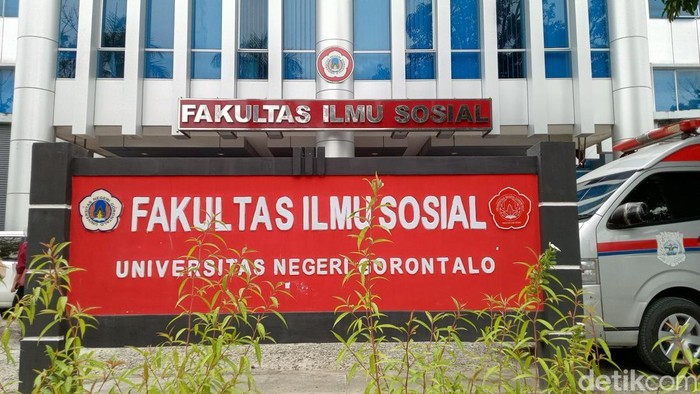 FAKULTAS ILMU SOSIAL
FAKULTAS ILMU SOSIAL
UNIVERSITAS NEGERI GORONTALO
detikcom